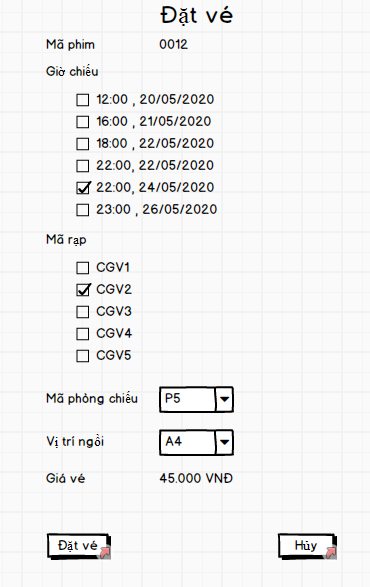 Đặt vé
Mã phim 0012
Giờ chiếu
12:00 , 20/05/2020
16:00 , 21/05/2020
18:00 , 22/05/2020
22:00, 22/05/2020
22:00, 24/05/2020
23:00 , 26/05/2020
Mã rạp
CGV1
CGV2
CGV3
CGV4
CGV5
Mã phòng chiếu P5
Vị trí ngồi A4
Giá vé 45.000 VNĐ
Đặt vé Hủy